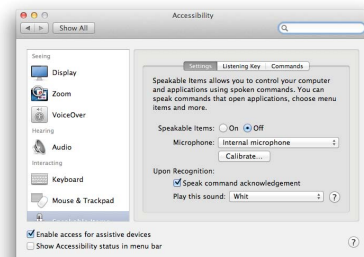 Accessibility
Show All
Seeing
Display
Zoom
VoiceOver
Hearing
Audio
Interacting
Keyboard
Mouse & Trackpad
Settings Listening Key Commands
Speakable Items allows you to control your computer
and applications using spoken commands. You can
speak commands that open applications, choose menu
items and more.
Speakable Items: On Off
Microphone: Internal microphone
Calibrate...
Upon Recognition:
Speak command acknowledgement
Play this sound: Whit ?
Enable access for assistive devices
Show Accessibility status in menu bar
?